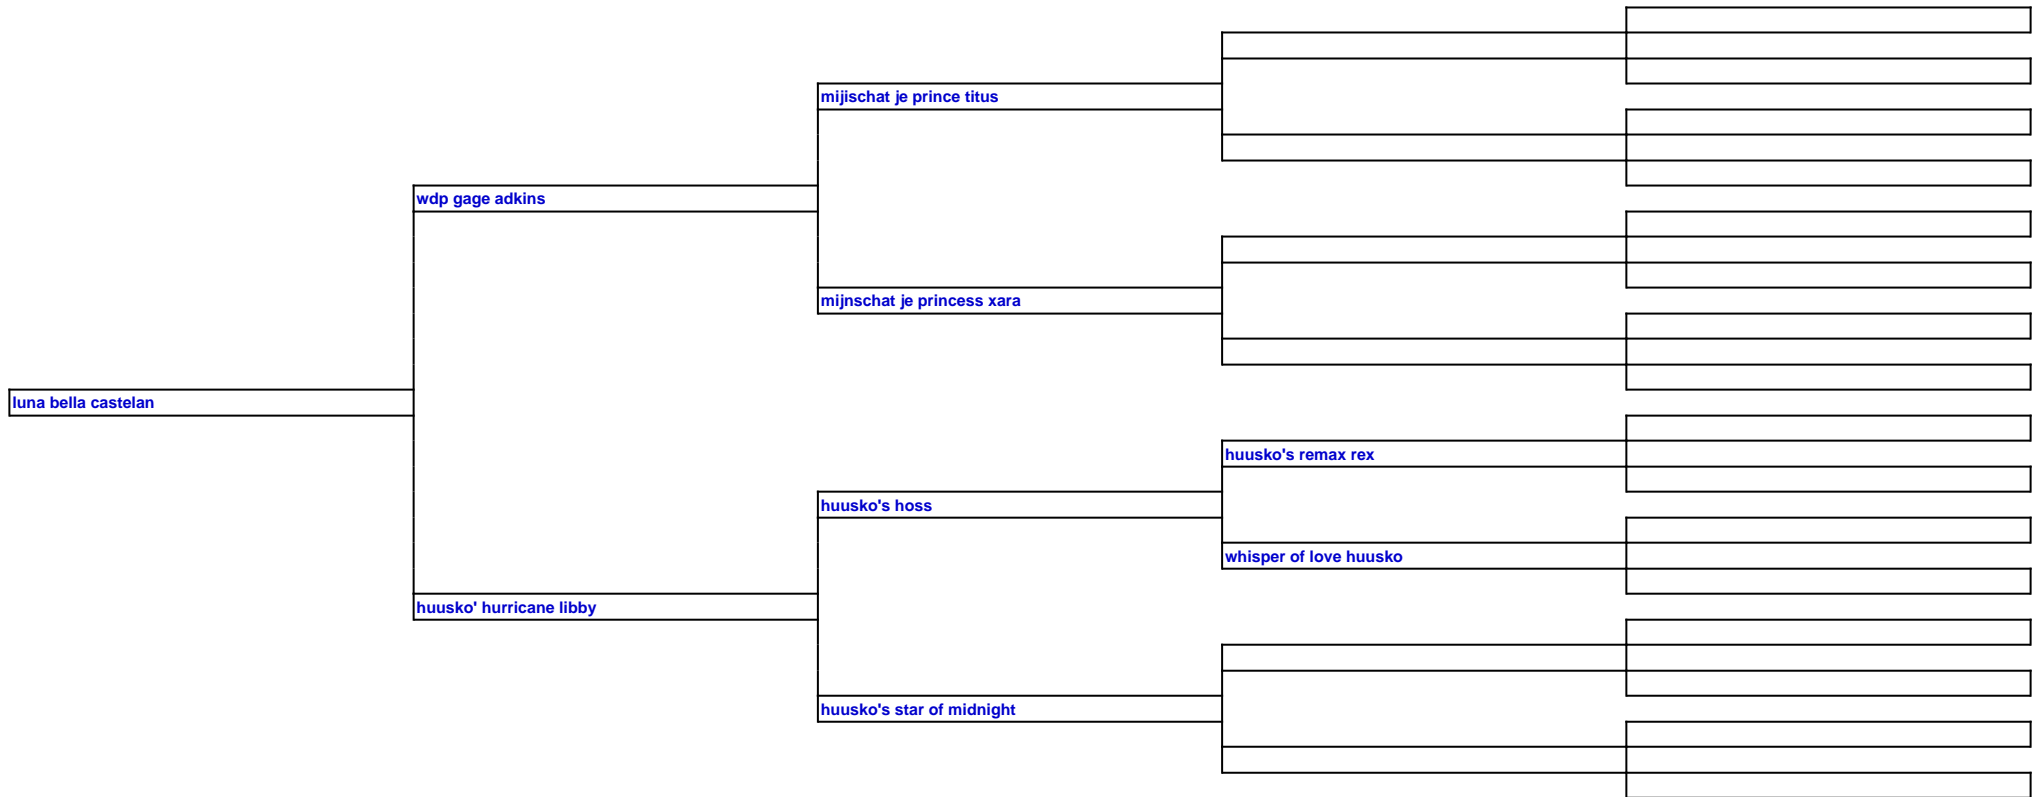 mijischat je prince titus
wdp gage adkins
mijnschat je princess xara
luna bella castelan
huusko's remax rex
huusko's hoss
whisper of love huusko
huusko' hurricane libby
huusko's star of midnight